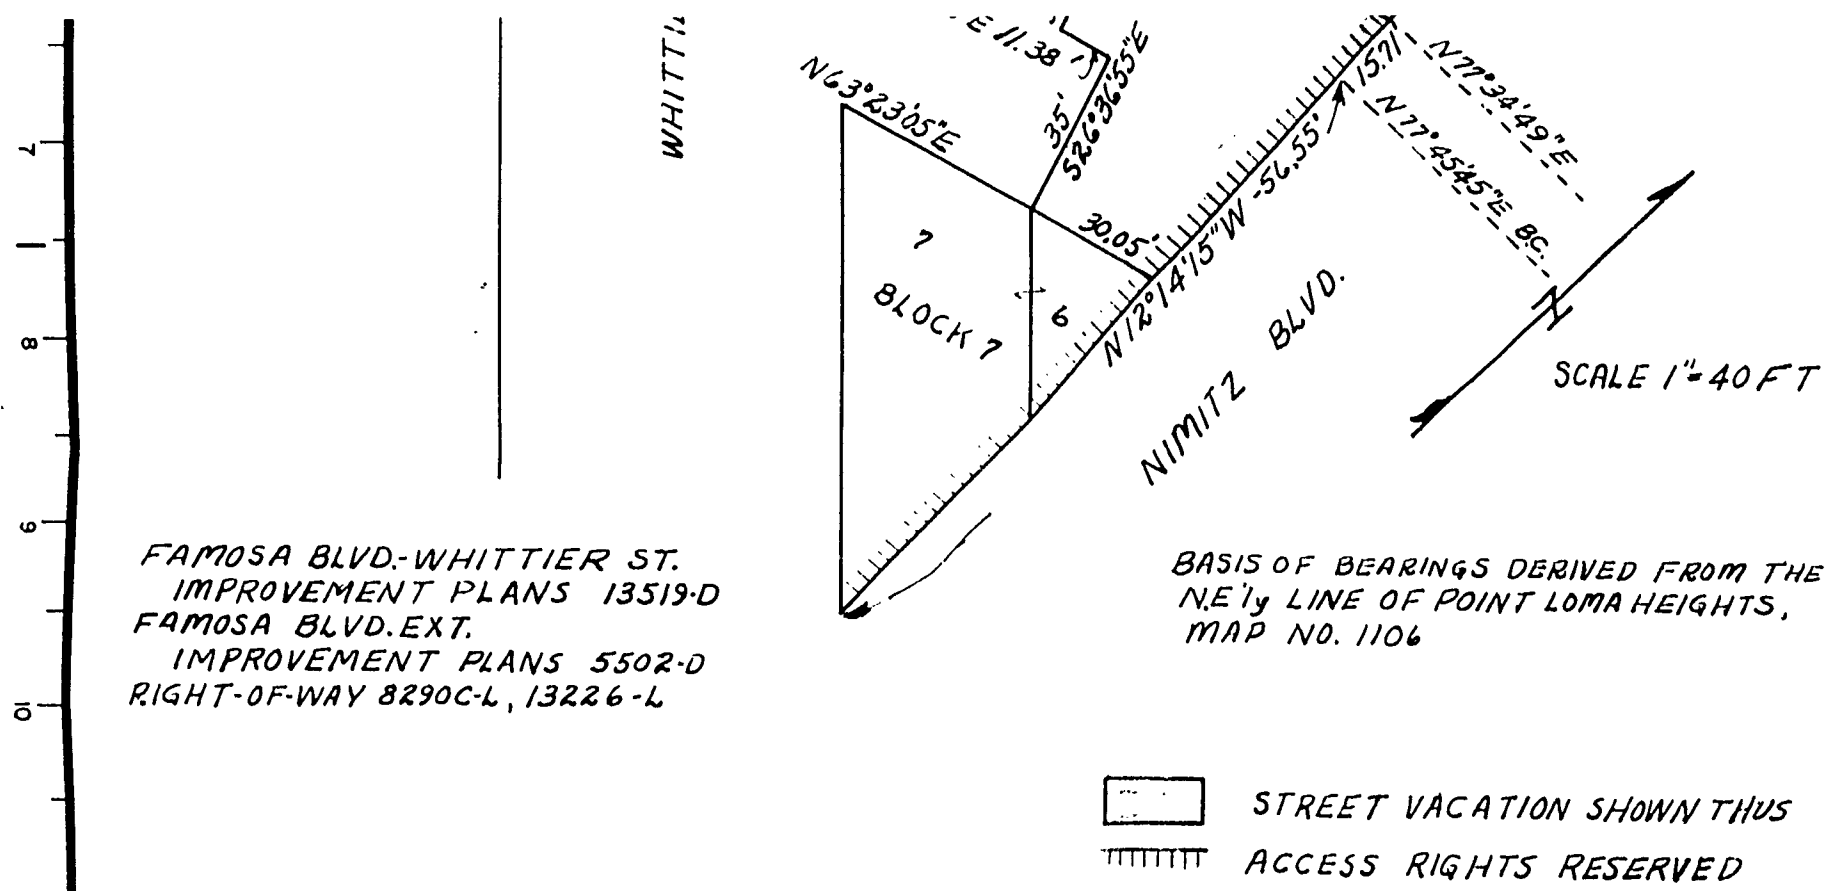 7
8
9
10
WHITTI
E 11.38
N63°23'05"E
35'
S26°36'55"E
15.71'
N77°34'49"E
N77°45'45"E B.C.
30.05'
N12°14'15"W -56.55'
7
BLOCK 7
6
NIMITZ BLVD.
SCALE 1"=40FT
FAMOSA BLVD.-WHITTIER ST.
IMPROVEMENT PLANS 13519-D
FAMOSA BLVD.EXT.
IMPROVEMENT PLANS 5502-D
RIGHT-OF-WAY 8290C-L, 13226-L
BASIS OF BEARINGS DERIVED FROM THE
N.E'ly LINE OF POINT LOMA HEIGHTS,
MAP NO. 1106
STREET VACATION SHOWN THUS
ACCESS RIGHTS RESERVED